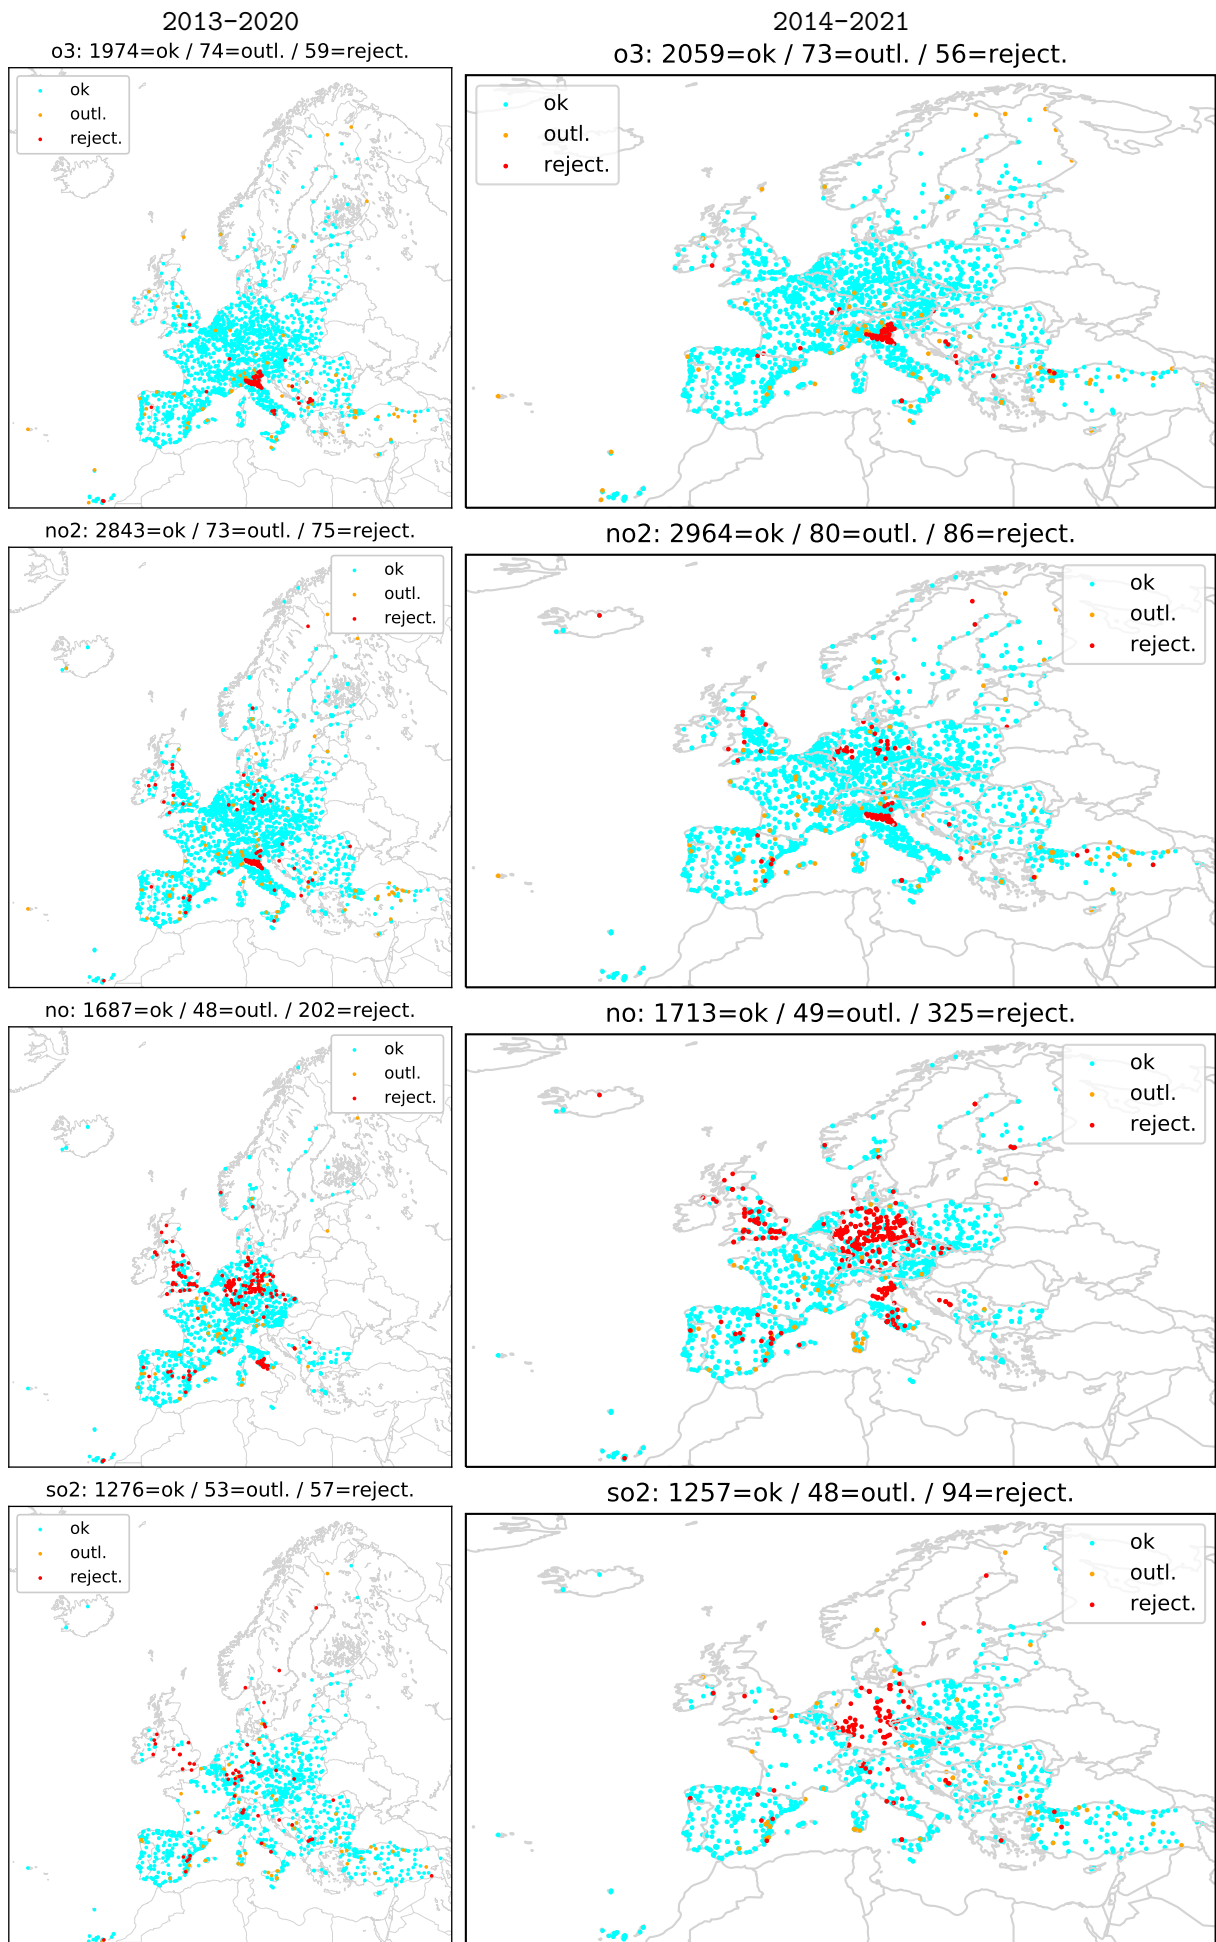 2013-2020
2014-2021
o3: 1974=ok / 74=outl. / 59=reject.
ok
outl.
reject.
o3: 2059=ok / 73=outl. / 56=reject.
ok
outl.
reject.
no2: 2843=ok / 73=outl. / 75=reject.
ok
outl.
reject.
no2: 2964=ok / 80=outl. / 86=reject.
ok
outl.
reject.
no: 1687=ok / 48=outl. / 202=reject.
ok
outl.
reject.
no: 1713=ok / 49=outl. / 325=reject.
ok
outl.
reject.
so2: 1276=ok / 53=outl. / 57=reject.
ok
outl.
reject.
so2: 1257=ok / 48=outl. / 94=reject.
ok
outl.
reject.